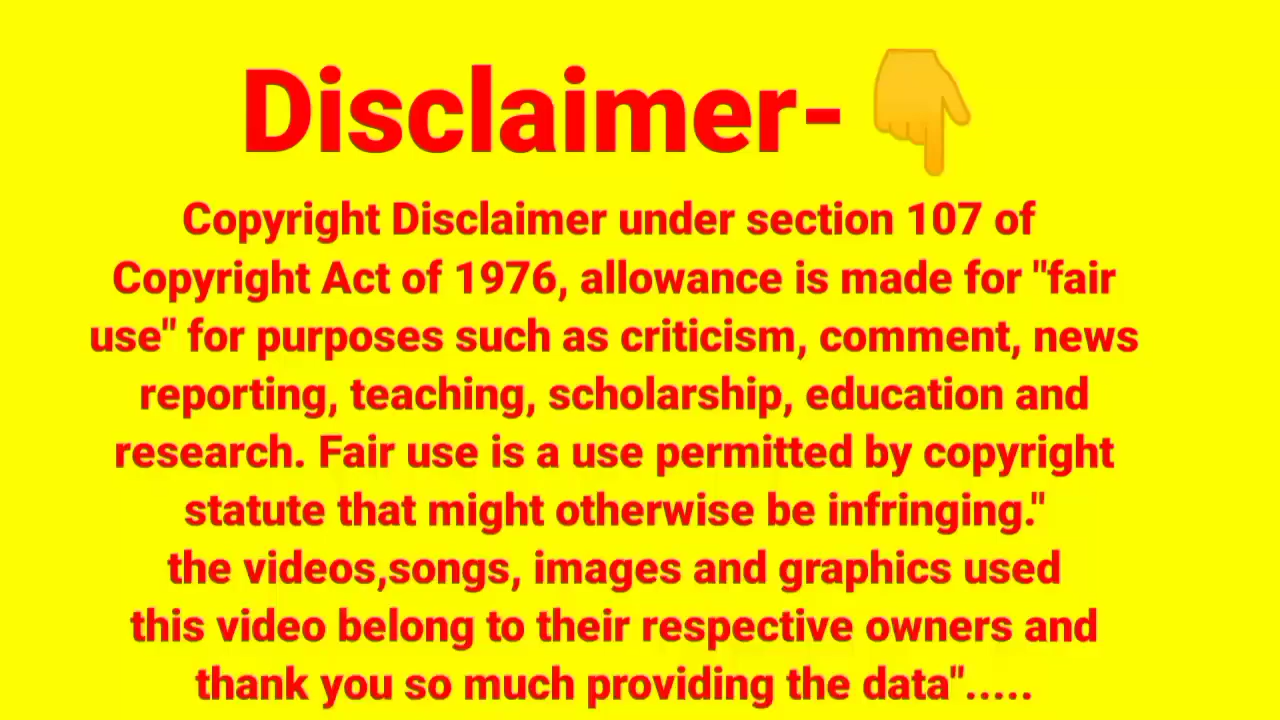 Disclaimer-👇
Copyright Disclaimer under section 107 of
Copyright Act of 1976, allowance is made for "fair
use" for purposes such as criticism, comment, news
reporting, teaching, scholarship, education and
research. Fair use is a use permitted by copyright
statute that might otherwise be infringing."
the videos,songs, images and graphics used
this video belong to their respective owners and
thank you so much providing the data".....